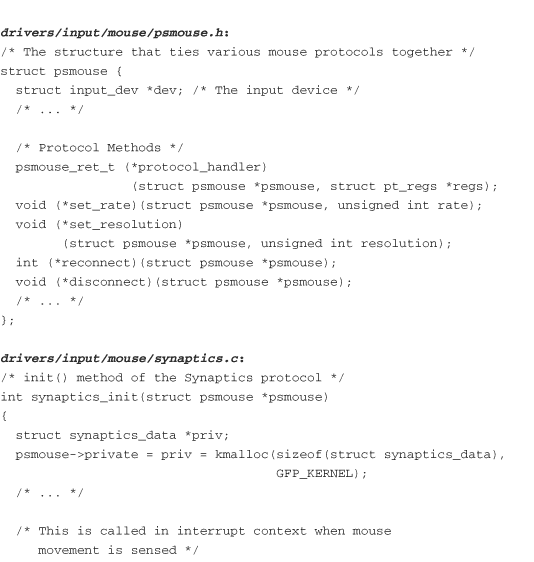 drivers/input/mouse/psmouse.h:
/* The structure that ties various mouse protocols together */
struct psmouse {
  struct input_dev *dev; /* The input device */
  /* ... */

  /* Protocol Methods */
  psmouse_ret_t (*protocol_handler)
                 (struct psmouse *psmouse, struct pt_regs *regs);
  void (*set_rate)(struct psmouse *psmouse, unsigned int rate);
  void (*set_resolution)
        (struct psmouse *psmouse, unsigned int resolution);
  int (*reconnect)(struct psmouse *psmouse);
  void (*disconnect)(struct psmouse *psmouse);
  /* ... */
};

drivers/input/mouse/synaptics.c:
/* init() method of the Synaptics protocol */
int synaptics_init(struct psmouse *psmouse)
{
  struct synaptics_data *priv;
  psmouse->private = priv = kmalloc(sizeof(struct synaptics_data),
                                    GFP_KERNEL);
  /* ... */

  /* This is called in interrupt context when mouse
     movement is sensed */